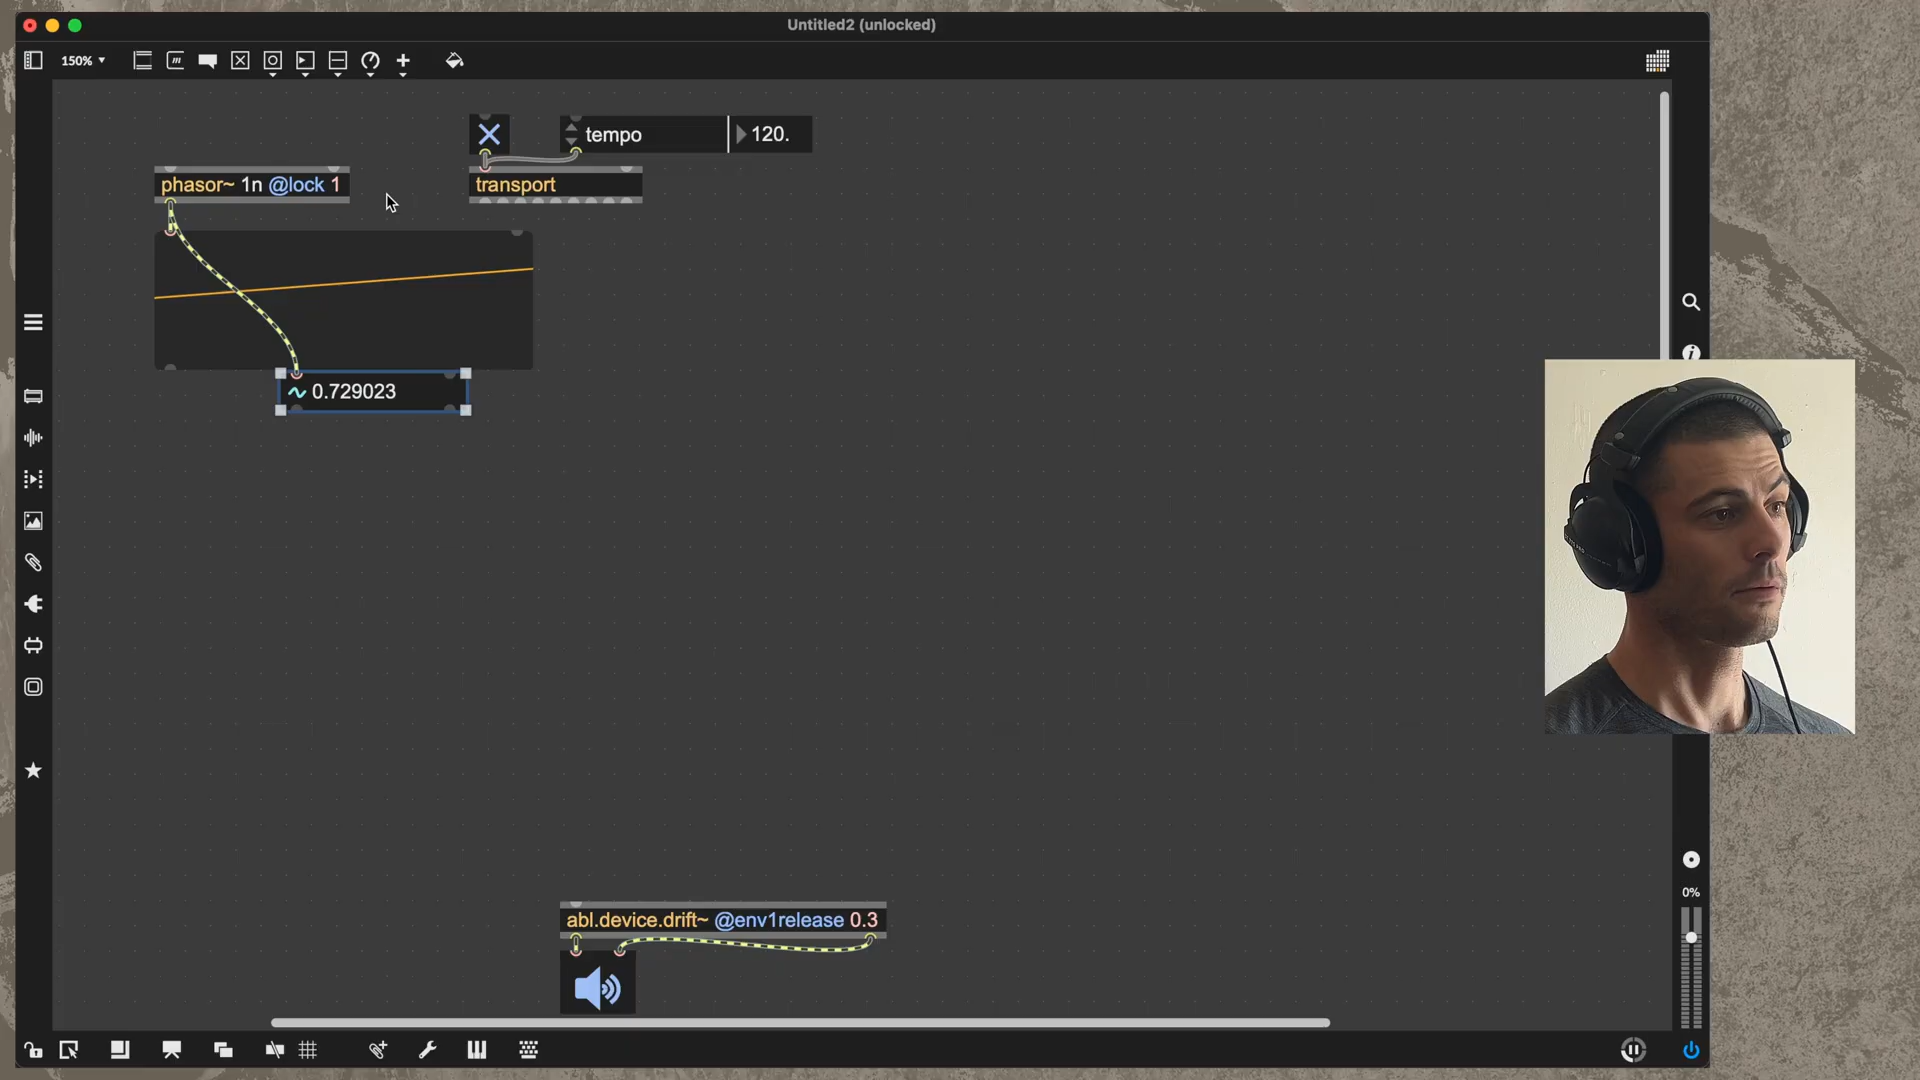 Untitled2 (unlocked)
150%
tempo 120.
phasor~ 1n @lock 1
transport
0.729023
0%
abl.device.drift~ @env1release 0.3